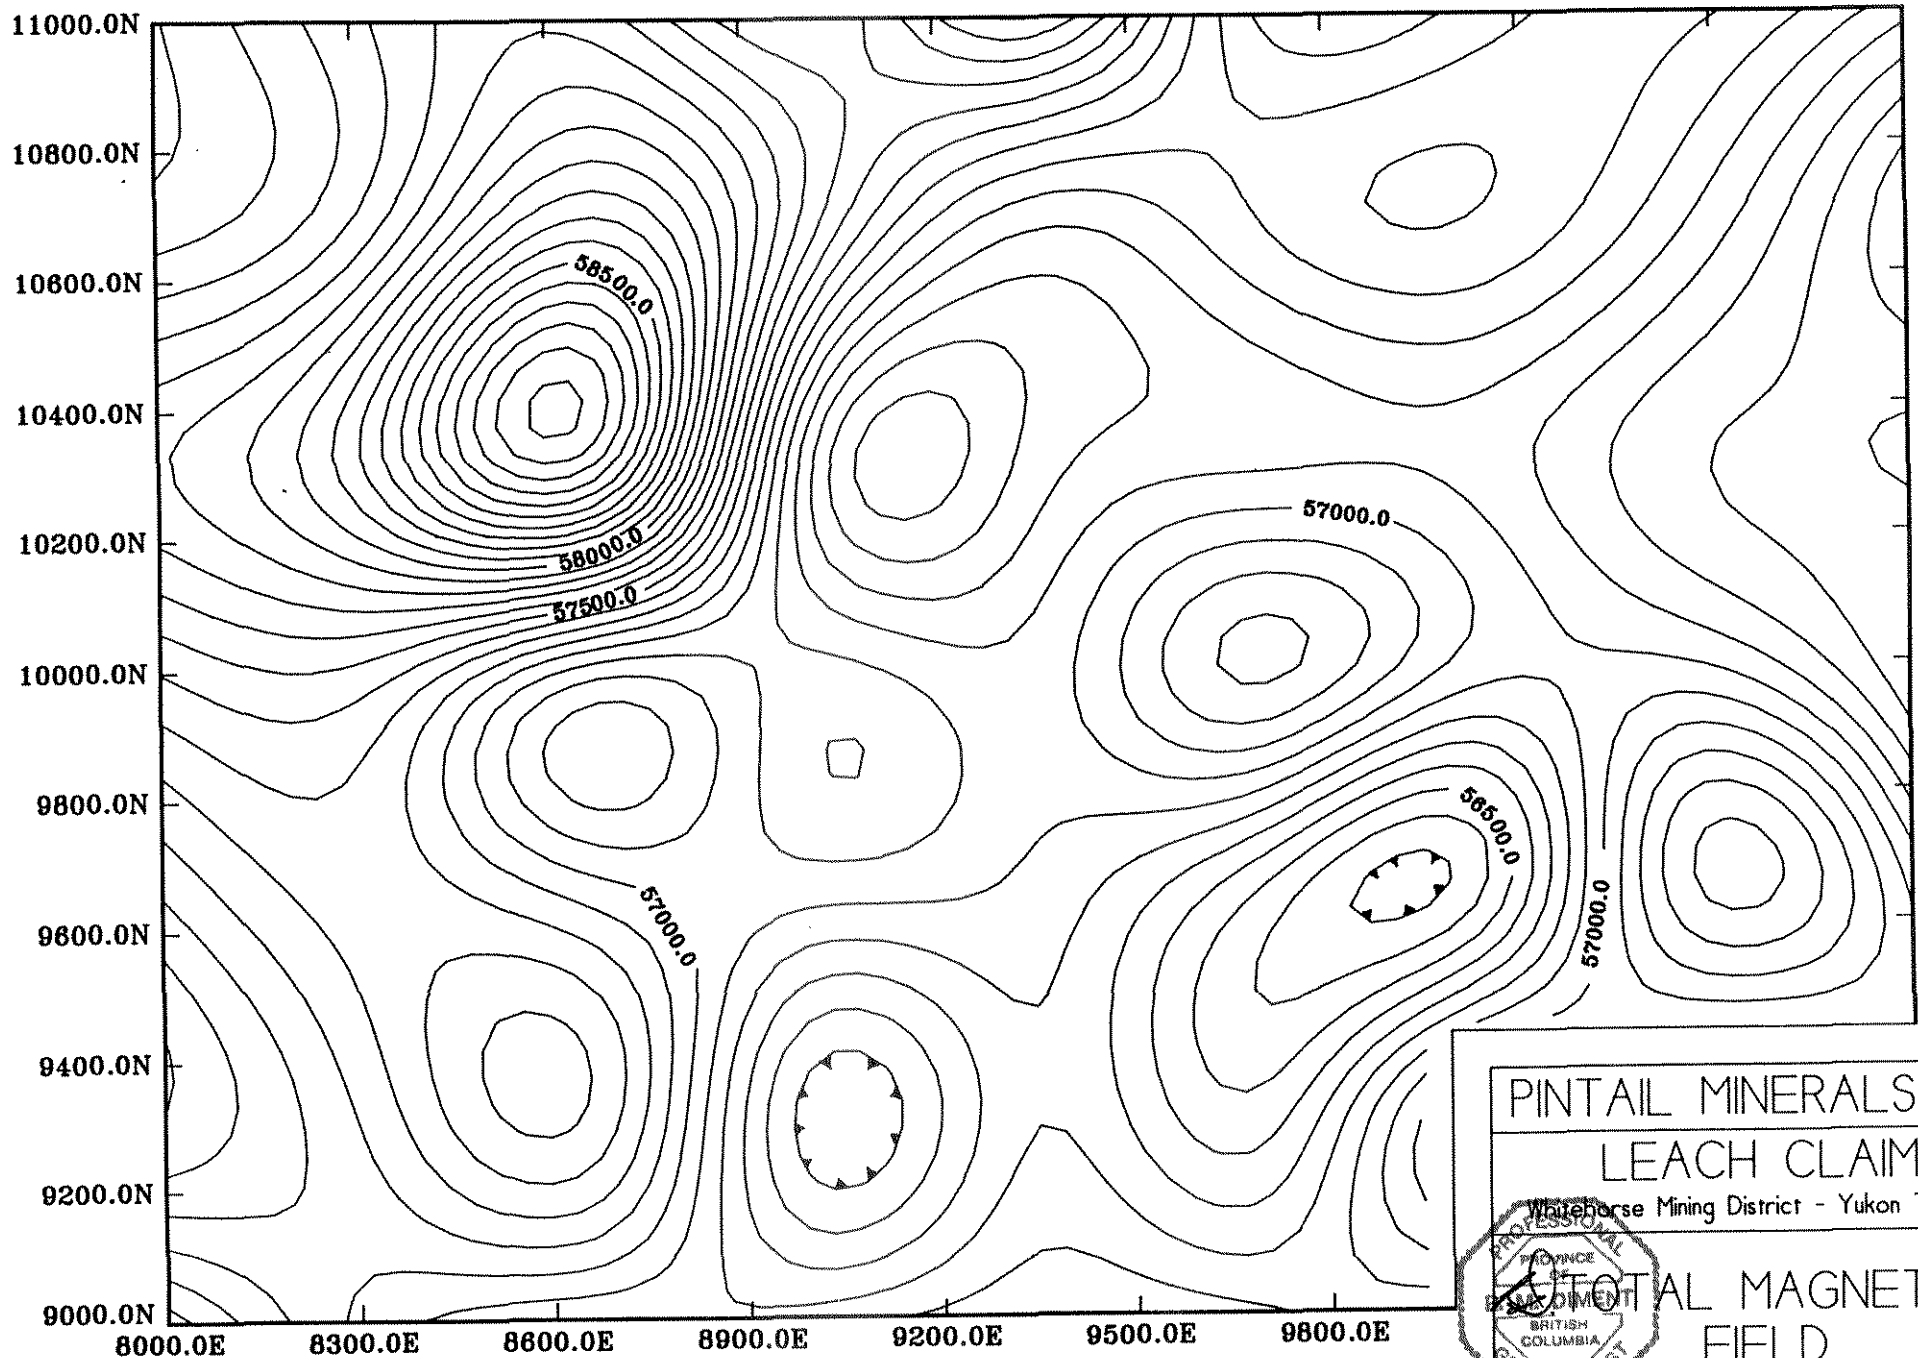 11000.0N
10800.0N
10600.0N
10400.0N
10200.0N
10000.0N
9800.0N
9600.0N
9400.0N
9200.0N
9000.0N
8000.0E 8300.0E 8600.0E 8900.0E 9200.0E 9500.0E 9800.0E
58500.0
58000.0
57500.0
57000.0
56500.0
57000.0
57000.0
PINTAIL MINERALS
LEACH CLAIM
Whitehorse Mining District - Yukon
TOTAL MAGNET
FIELD
PROFESSIONAL
PROVINCE
OF
BRITISH
COLUMBIA